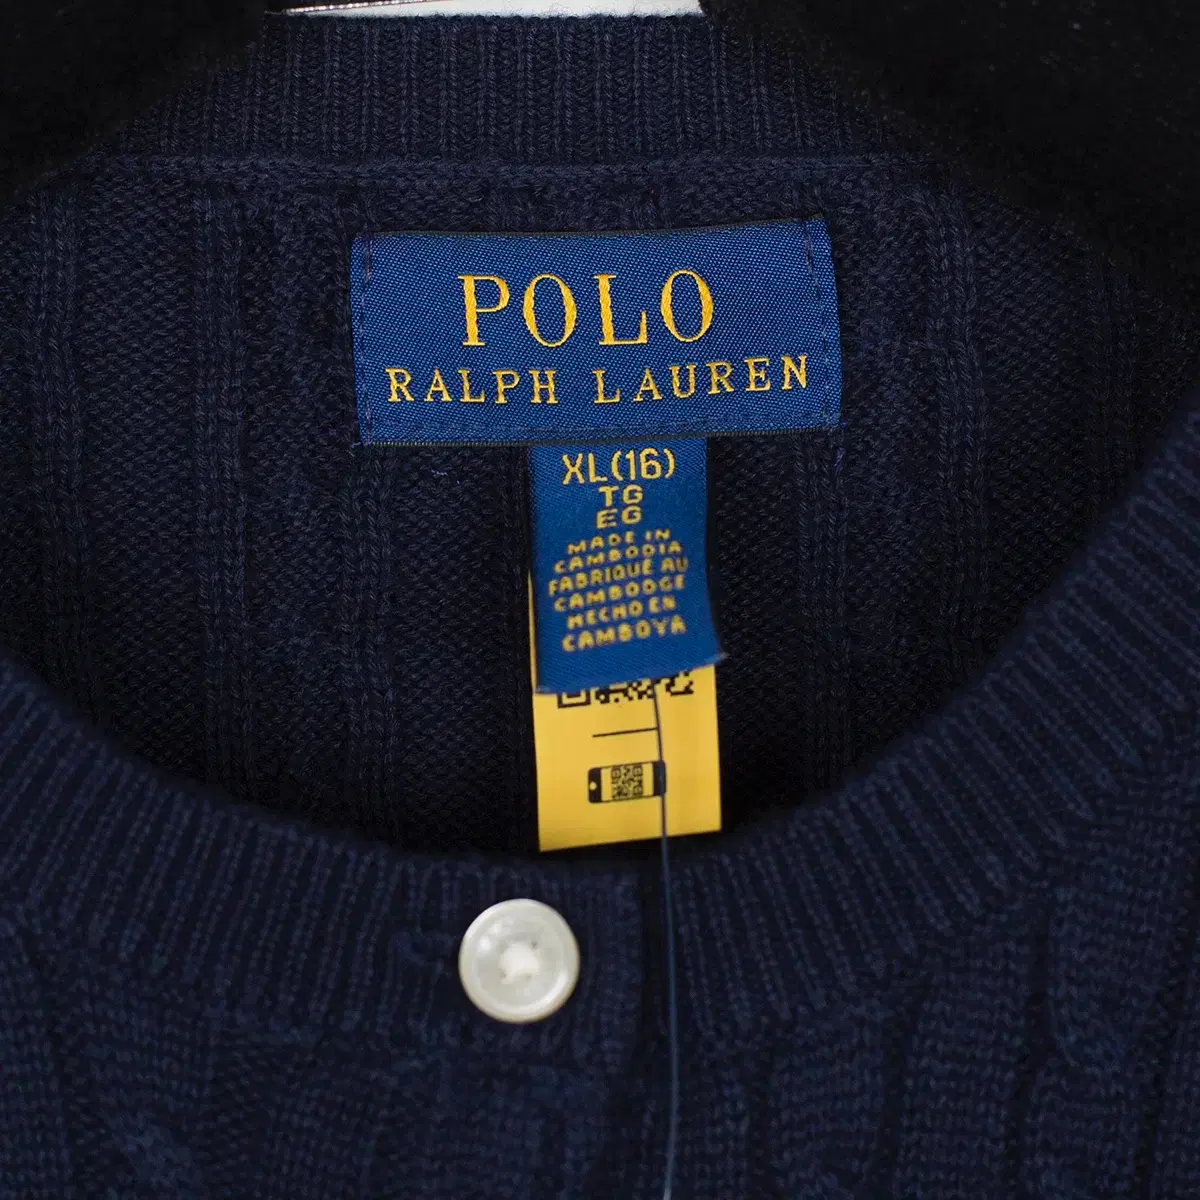 POLO
RALPH LAUREN
XL(16)
TG
EG
MADE IN
CAMBODIA
FABRIQUÉ AU
CAMBODGE
HECHO EN
CAMBOYA